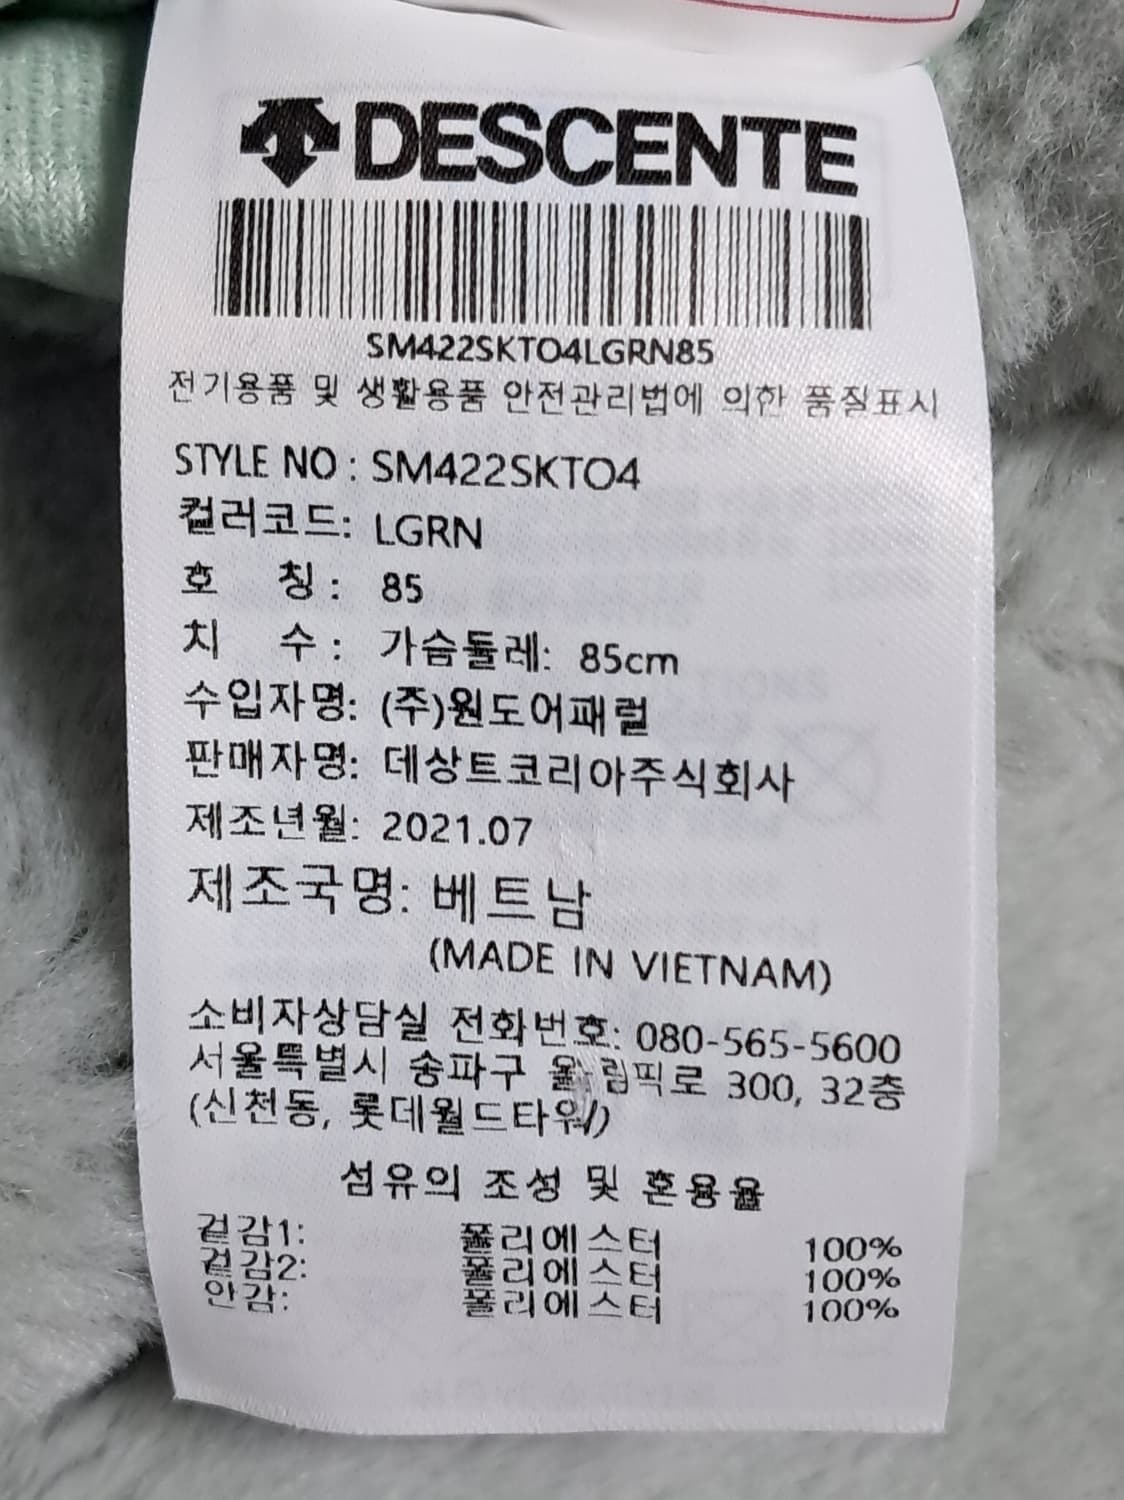 DESCENTE
SM422SKTO4LGRN85
전기용품 및 생활용품 안전관리법에 의한 품질표시
STYLE NO : SM422SKTO4
컬러코드: LGRN
호 칭 : 85
치 수 : 가슴둘레: 85cm
수입자명: (주)원도어패럴
판매자명: 데상트코리아주식회사
제조년월: 2021.07
제조국명: 베트남
(MADE IN VIETNAM)
소비자상담실 전화번호: 080-565-5600
서울특별시 송파구 올림픽로 300, 32층
(신천동, 롯데월드타워)
섬유의 조성 및 혼용율
겉감1: 폴리에스터 100%
겉감2: 폴리에스터 100%
안감: 폴리에스터 100%